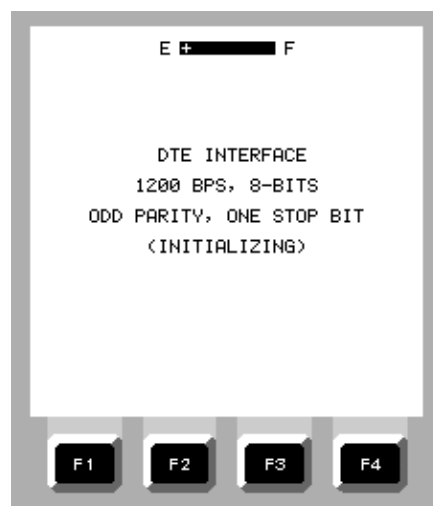 E + F
DTE INTERFACE
1200 BPS, 8-BITS
ODD PARITY, ONE STOP BIT
(INITIALIZING)
F1 F2 F3 F4